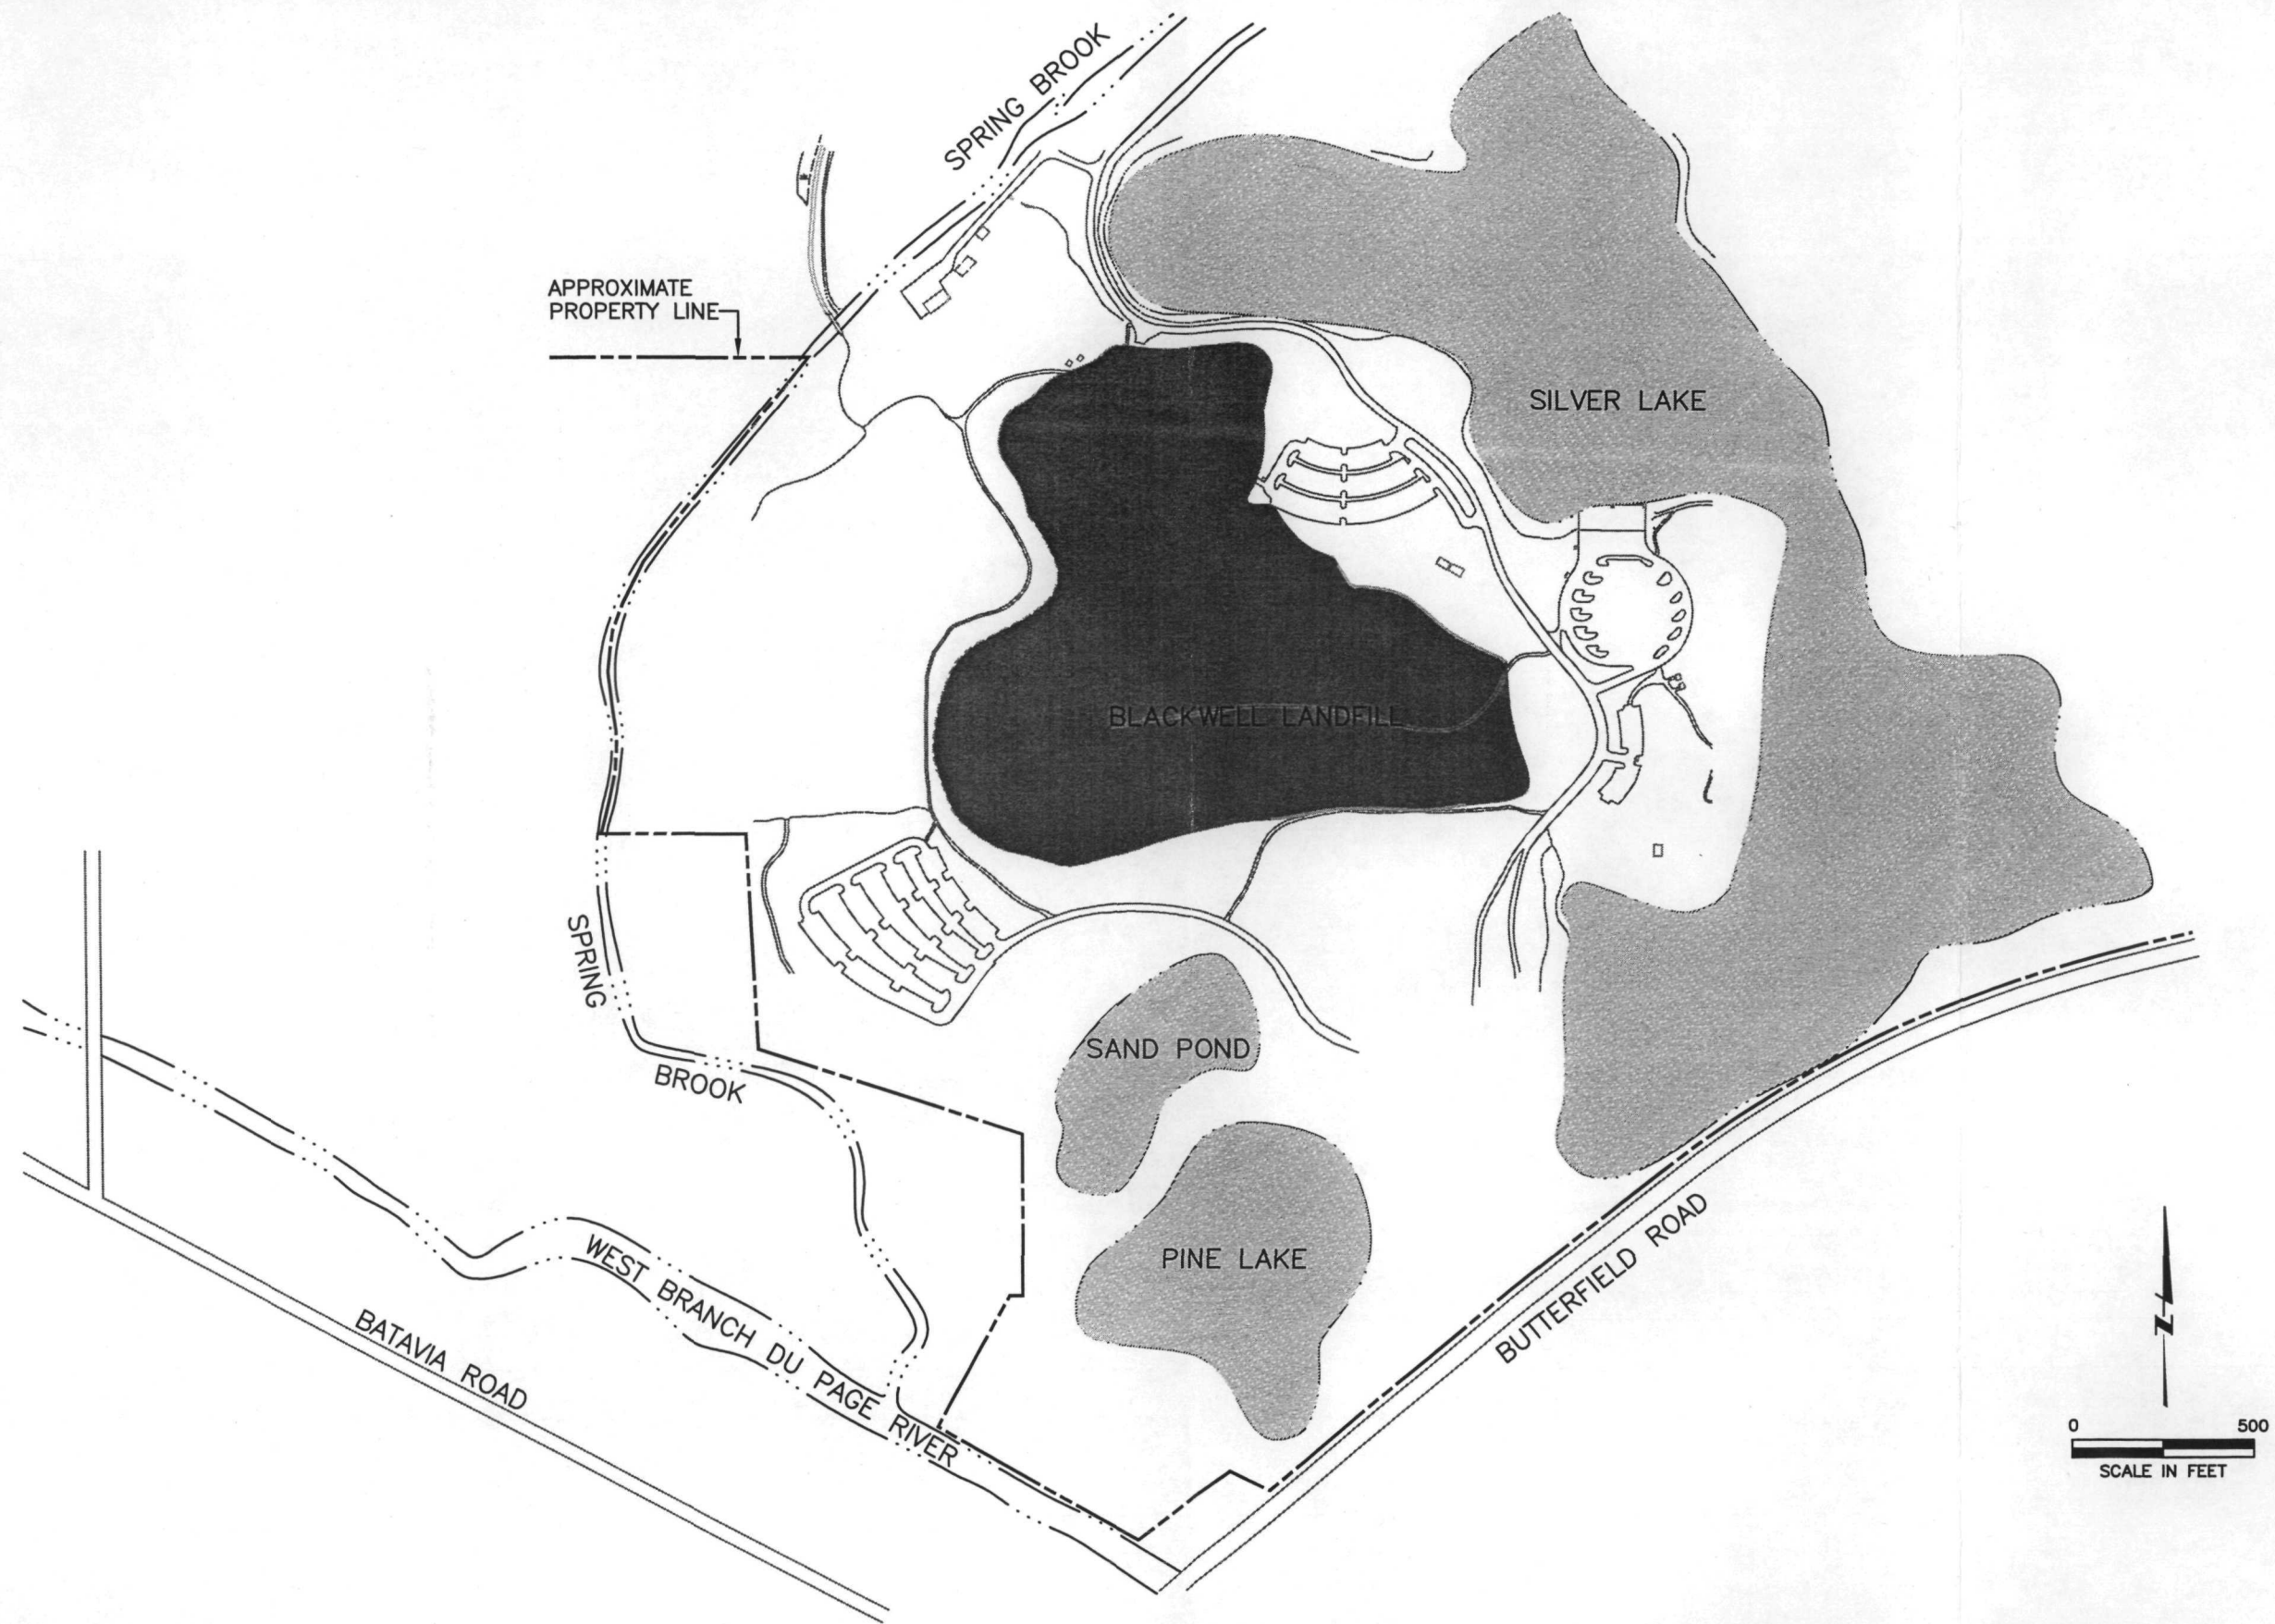 SPRING BROOK
APPROXIMATE
PROPERTY LINE
SILVER LAKE
BLACKWELL LANDFILL
SPRING
BROOK
SAND POND
PINE LAKE
WEST BRANCH DU PAGE RIVER
BATAVIA ROAD
BUTTERFIELD ROAD
N
0 500
SCALE IN FEET